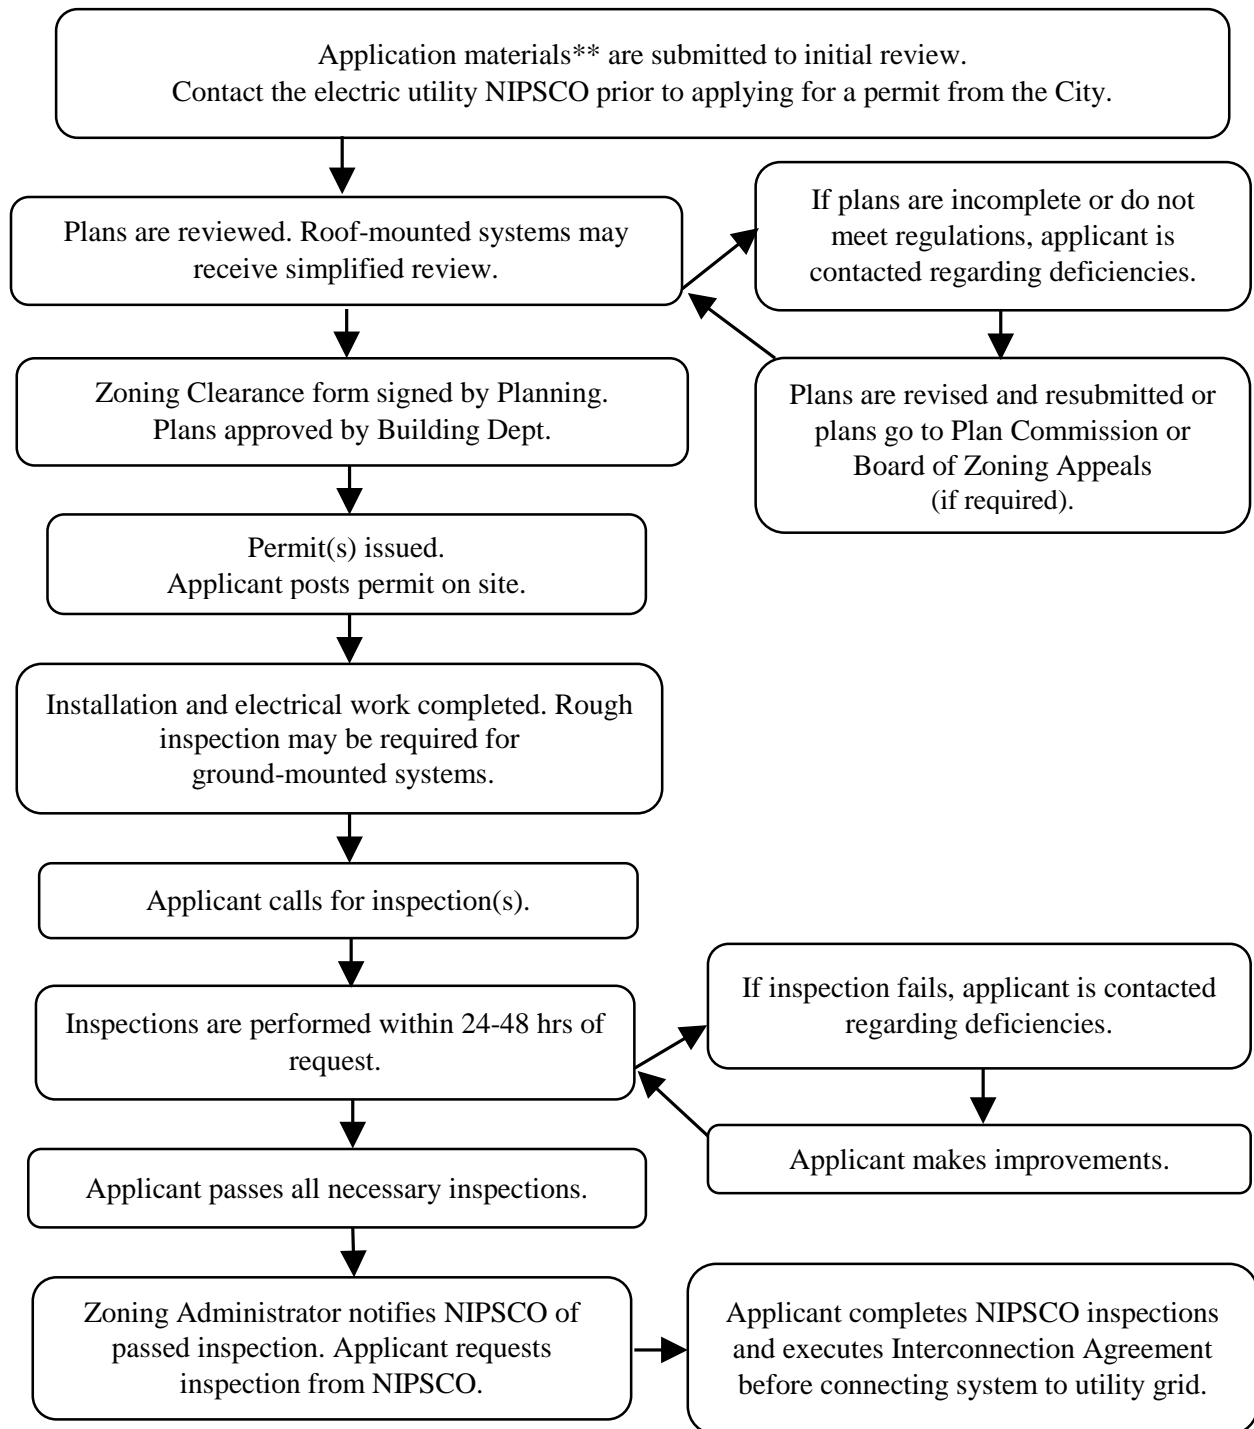 Application materials** are submitted to initial review.
Contact the electric utility NIPSCO prior to applying for a permit from the City.
Plans are reviewed. Roof-mounted systems may
receive simplified review.
If plans are incomplete or do not
meet regulations, applicant is
contacted regarding deficiencies.
Zoning Clearance form signed by Planning.
Plans approved by Building Dept.
Plans are revised and resubmitted or
plans go to Plan Commission or
Board of Zoning Appeals
(if required).
Permit(s) issued.
Applicant posts permit on site.
Installation and electrical work completed. Rough
inspection may be required for
ground-mounted systems.
Applicant calls for inspection(s).
Inspections are performed within 24-48 hrs of
request.
If inspection fails, applicant is contacted
regarding deficiencies.
Applicant makes improvements.
Applicant passes all necessary inspections.
Zoning Administrator notifies NIPSCO of
passed inspection. Applicant requests
inspection from NIPSCO.
Applicant completes NIPSCO inspections
and executes Interconnection Agreement
before connecting system to utility grid.